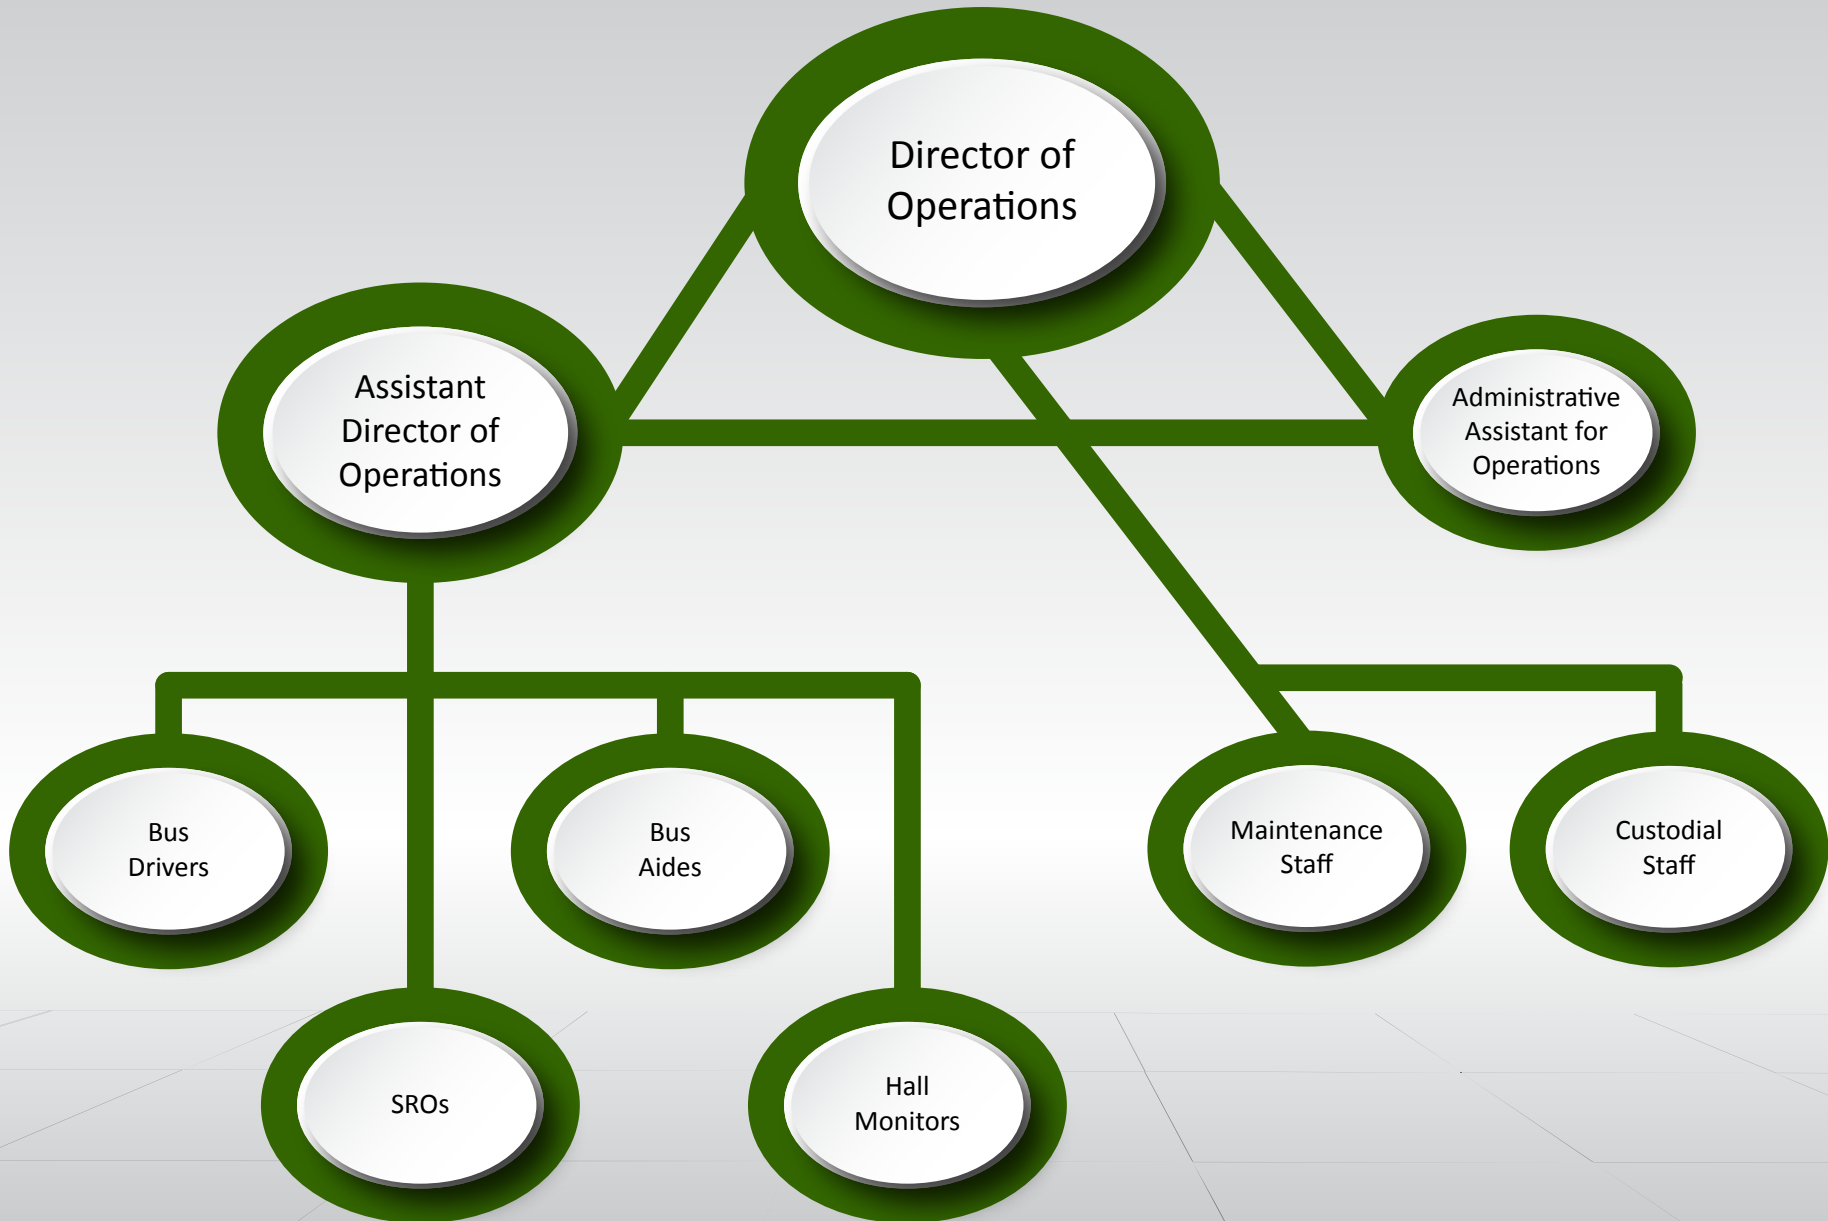 Director of
Operations
Assistant
Director of
Operations
Administrative
Assistant for
Operations
Bus
Drivers
Bus
Aides
Maintenance
Staff
Custodial
Staff
SROs
Hall
Monitors